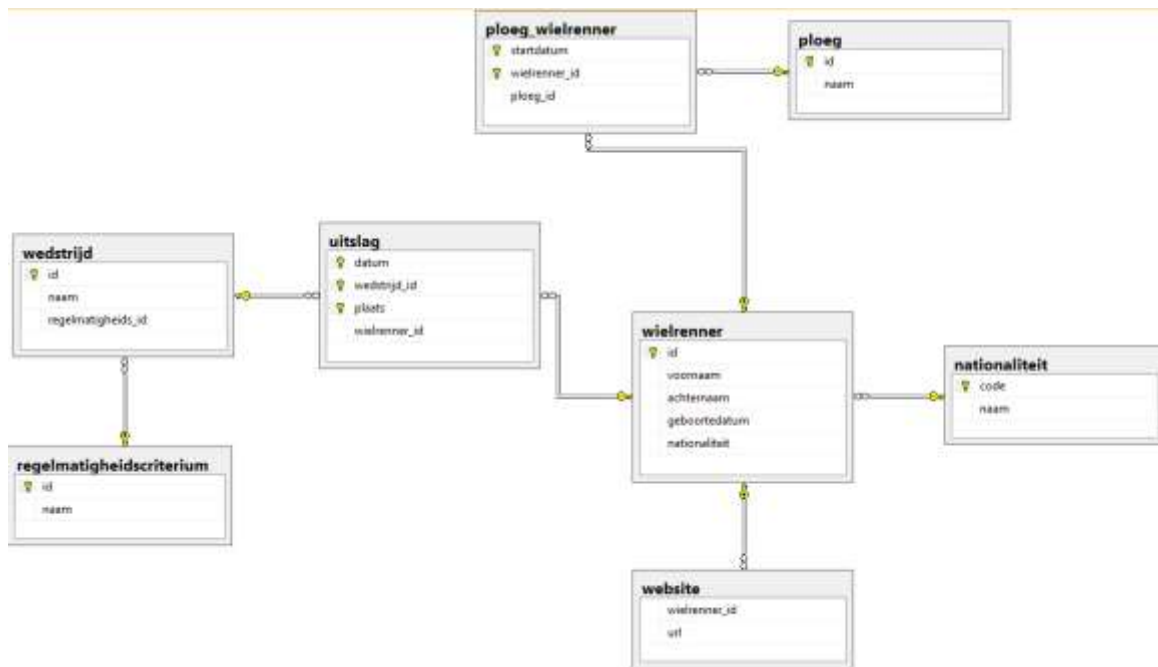 ploeg_wielrenner
startdatum
wielrenner_id
ploeg_id
ploeg
id
naam
wedstrijd
id
naam
regelmatigheids_id
uitslag
datum
wedstrijd_id
plaats
wielrenner_id
wielrenner
id
voornaam
achternaam
geboortedatum
nationaliteit
nationaliteit
code
naam
regelmatigheidscriterium
id
naam
website
wielrenner_id
url